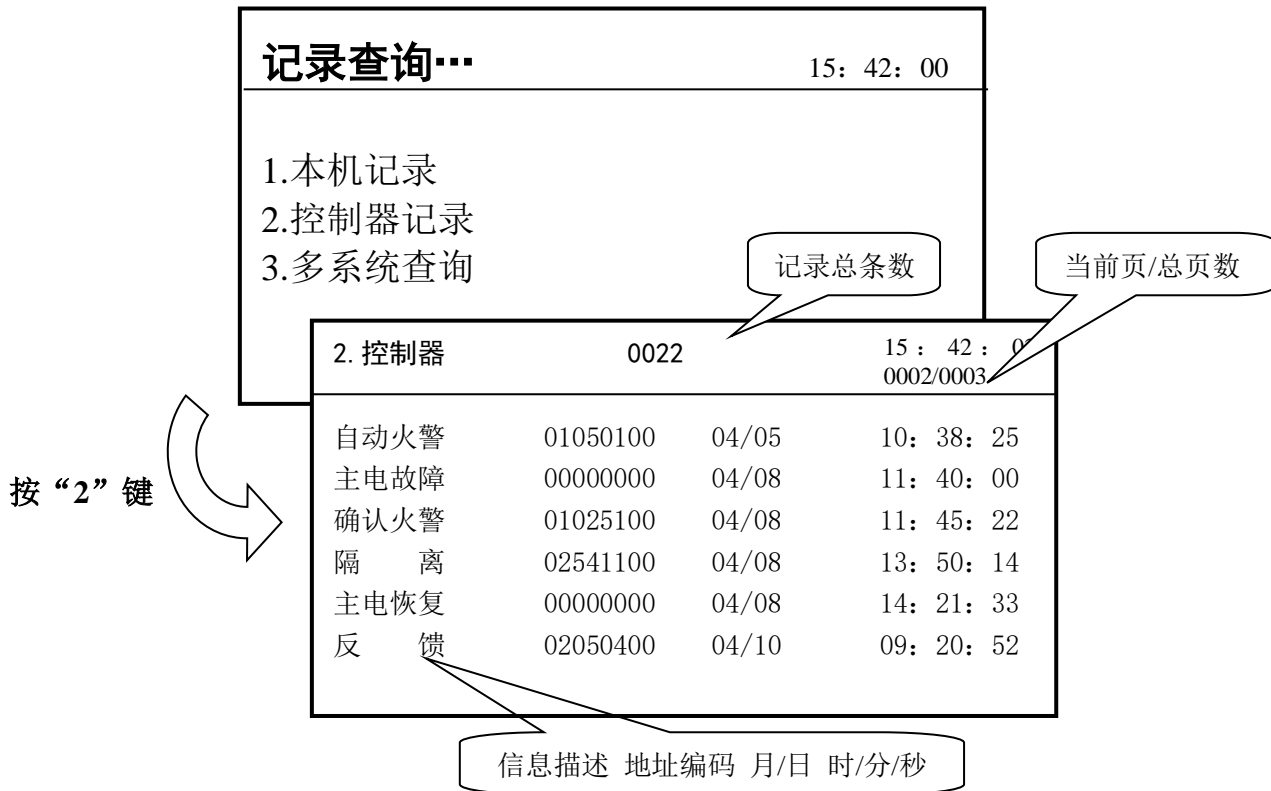 记录查询… 15：42：00
1.本机记录
2.控制器记录
3.多系统查询
记录总条数 当前页/总页数
2.控制器 0022 15：42：
0002/0003
自动火警 01050100 04/05 10：38：25
主电故障 00000000 04/08 11：40：00
按“2”键
确认火警 01025100 04/08 11：45：22
隔 离 02541100 04/08 13：50：14
主电恢复 00000000 04/08 14：21：33
反 馈 02050400 04/10 09：20：52
信息描述 地址编码 月/日 时/分/秒